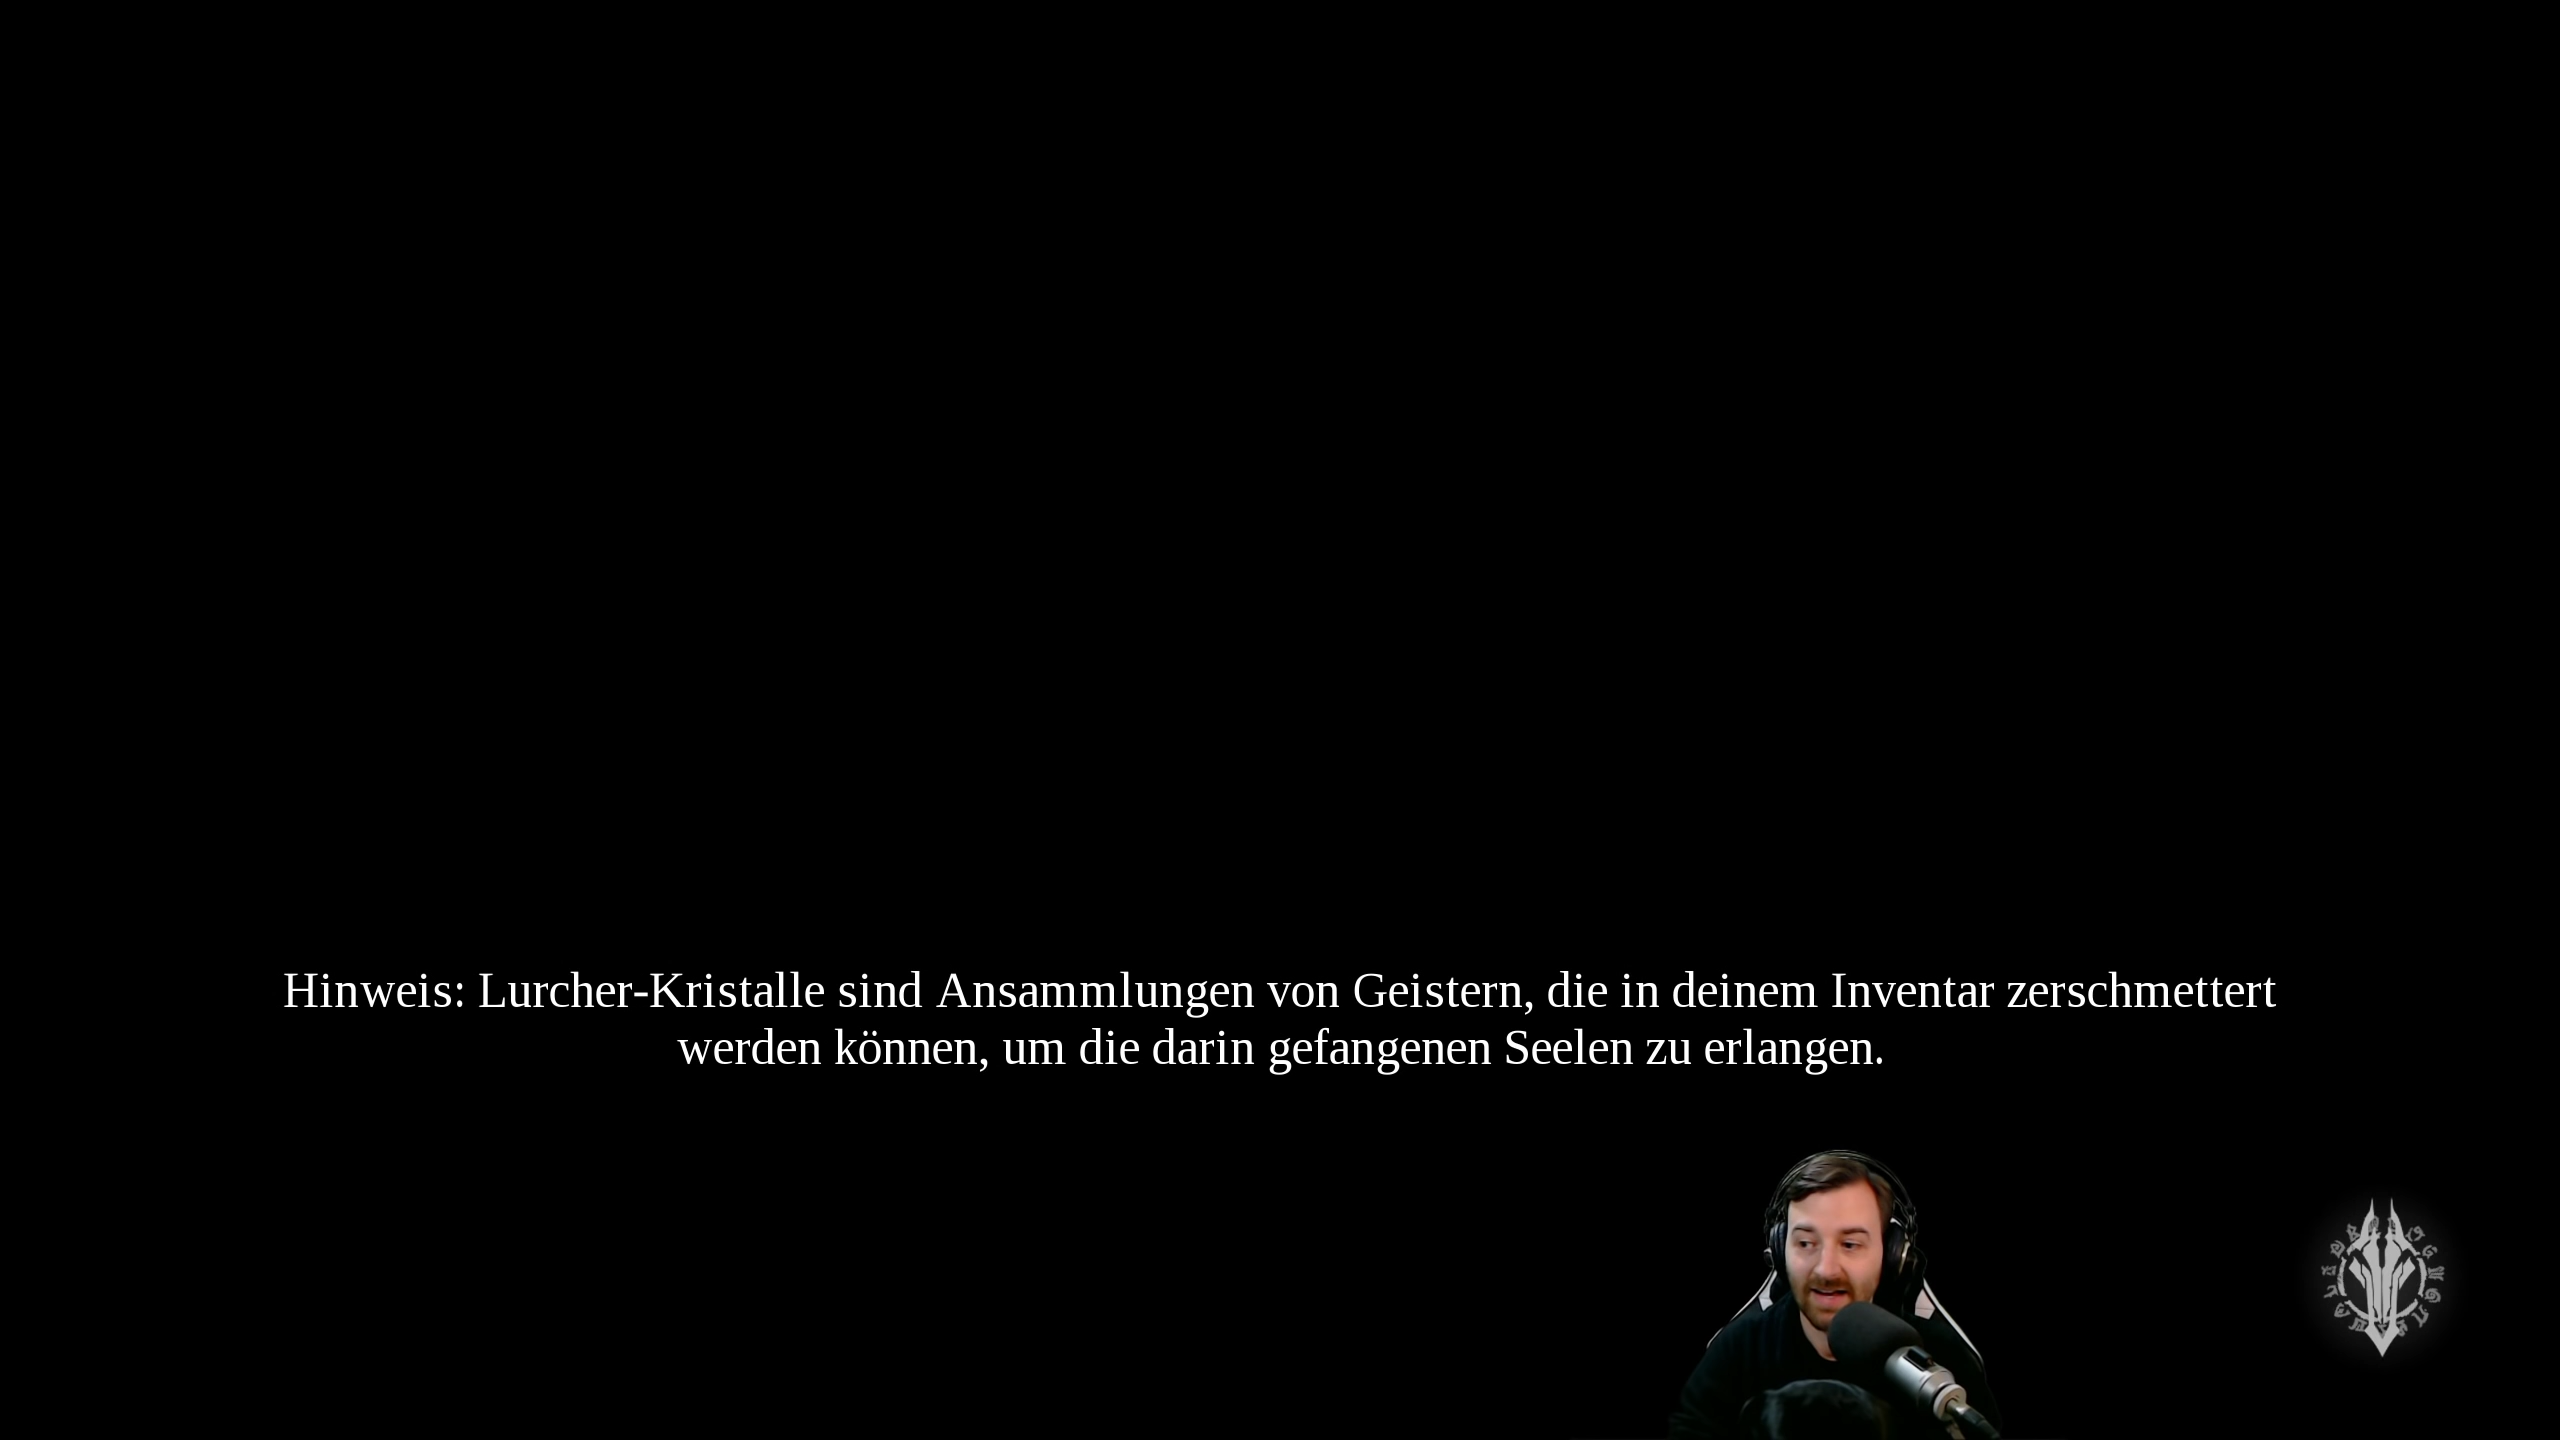 Hinweis: Lurcher-Kristalle sind Ansammlungen von Geistern, die in deinem Inventar zerschmettert
werden können, um die darin gefangenen Seelen zu erlangen.